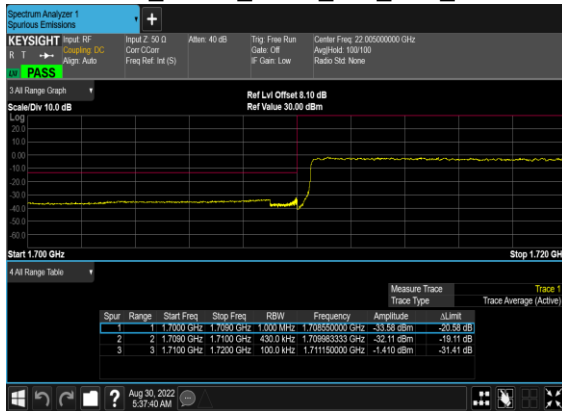 Spectrum Analyzer 1
Spurious Emissions
KEYSIGHT Input: RF Input Z: 50 Ω Atten: 40 dB Trig: Free Run Center Freq: 22.005000000 GHz
R T Coupling: DC Corr CCorr Gate: Off Avg|Hold: 100/100
Align: Auto Freq Ref: Int (S) IF Gain: Low Radio Std: None
PASS
3 All Range Graph
Ref Lvl Offset 8.10 dB
Scale/Div 10.0 dB Ref Value 30.00 dBm
Log
20.0
10.0
0.00
-10.0
-20.0
-30.0
-40.0
-50.0
-60.0
Start 1.700 GHz Stop 1.720 GH
4 All Range Table
Measure Trace Trace 1
Trace Type Trace Average (Active)
Spur Range Start Freq Stop Freq RBW Frequency Amplitude ΔLimit
1 1 1.7000 GHz 1.7090 GHz 1.000 MHz 1.708550000 GHz -33.58 dBm -20.58 dB
2 2 1.7090 GHz 1.7100 GHz 430.0 kHz 1.709983333 GHz -32.11 dBm -19.11 dB
3 3 1.7100 GHz 1.7200 GHz 100.0 kHz 1.711150000 GHz -1.410 dBm -31.41 dB
Aug 30, 2022
5:37:40 AM